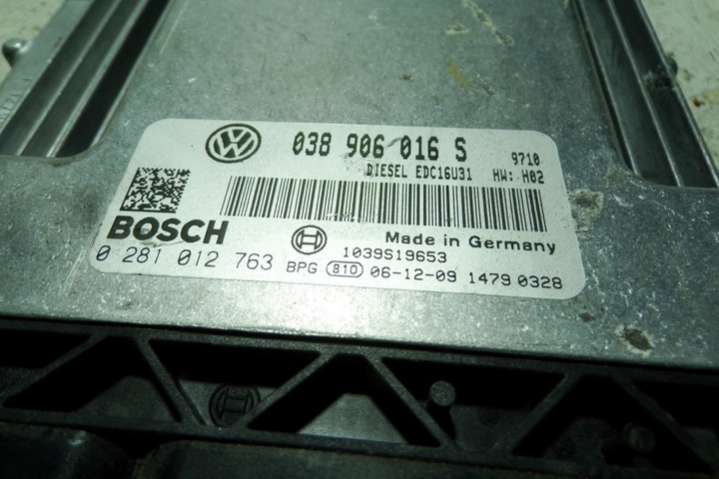 038 906 016 S 9710
DIESEL EDC16U31 HW: H02
BOSCH Made in Germany
1039S19653
0 281 012 763 BPG 810 06-12-09 1479 0328